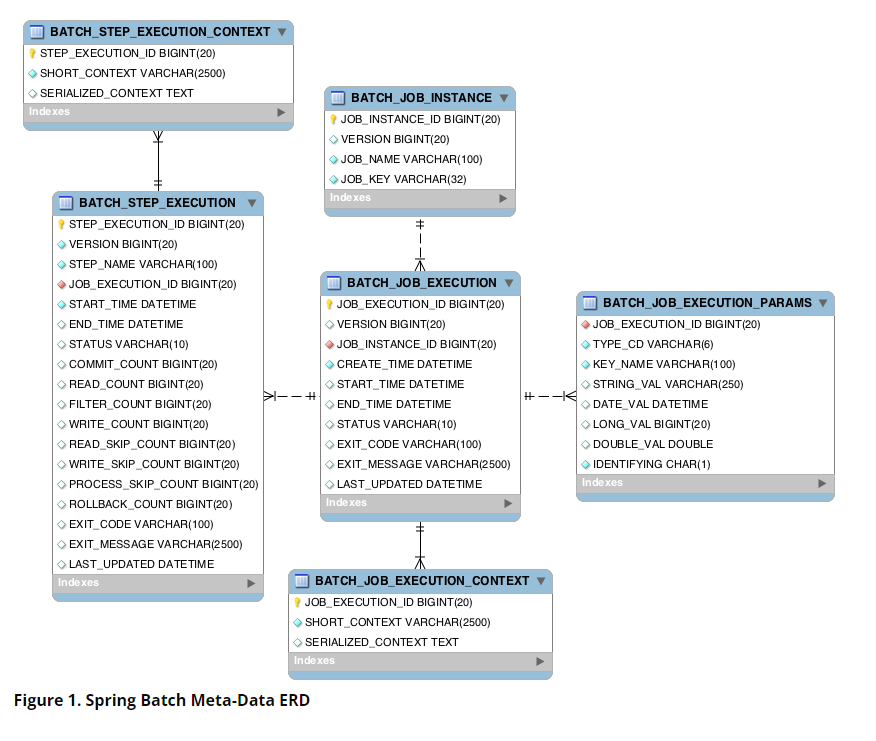 BATCH_STEP_EXECUTION_CONTEXT
STEP_EXECUTION_ID BIGINT(20)
SHORT_CONTEXT VARCHAR(2500)
SERIALIZED_CONTEXT TEXT
Indexes
BATCH_JOB_INSTANCE
JOB_INSTANCE_ID BIGINT(20)
VERSION BIGINT(20)
JOB_NAME VARCHAR(100)
JOB_KEY VARCHAR(32)
Indexes
BATCH_STEP_EXECUTION
STEP_EXECUTION_ID BIGINT(20)
VERSION BIGINT(20)
STEP_NAME VARCHAR(100)
JOB_EXECUTION_ID BIGINT(20)
START_TIME DATETIME
END_TIME DATETIME
STATUS VARCHAR(10)
COMMIT_COUNT BIGINT(20)
READ_COUNT BIGINT(20)
FILTER_COUNT BIGINT(20)
WRITE_COUNT BIGINT(20)
READ_SKIP_COUNT BIGINT(20)
WRITE_SKIP_COUNT BIGINT(20)
PROCESS_SKIP_COUNT BIGINT(20)
ROLLBACK_COUNT BIGINT(20)
EXIT_CODE VARCHAR(100)
EXIT_MESSAGE VARCHAR(2500)
LAST_UPDATED DATETIME
Indexes
BATCH_JOB_EXECUTION
JOB_EXECUTION_ID BIGINT(20)
VERSION BIGINT(20)
JOB_INSTANCE_ID BIGINT(20)
CREATE_TIME DATETIME
START_TIME DATETIME
END_TIME DATETIME
STATUS VARCHAR(10)
EXIT_CODE VARCHAR(100)
EXIT_MESSAGE VARCHAR(2500)
LAST_UPDATED DATETIME
Indexes
BATCH_JOB_EXECUTION_PARAMS
JOB_EXECUTION_ID BIGINT(20)
TYPE_CD VARCHAR(6)
KEY_NAME VARCHAR(100)
STRING_VAL VARCHAR(250)
DATE_VAL DATETIME
LONG_VAL BIGINT(20)
DOUBLE_VAL DOUBLE
IDENTIFYING CHAR(1)
Indexes
BATCH_JOB_EXECUTION_CONTEXT
JOB_EXECUTION_ID BIGINT(20)
SHORT_CONTEXT VARCHAR(2500)
SERIALIZED_CONTEXT TEXT
Indexes
Figure 1. Spring Batch Meta-Data ERD